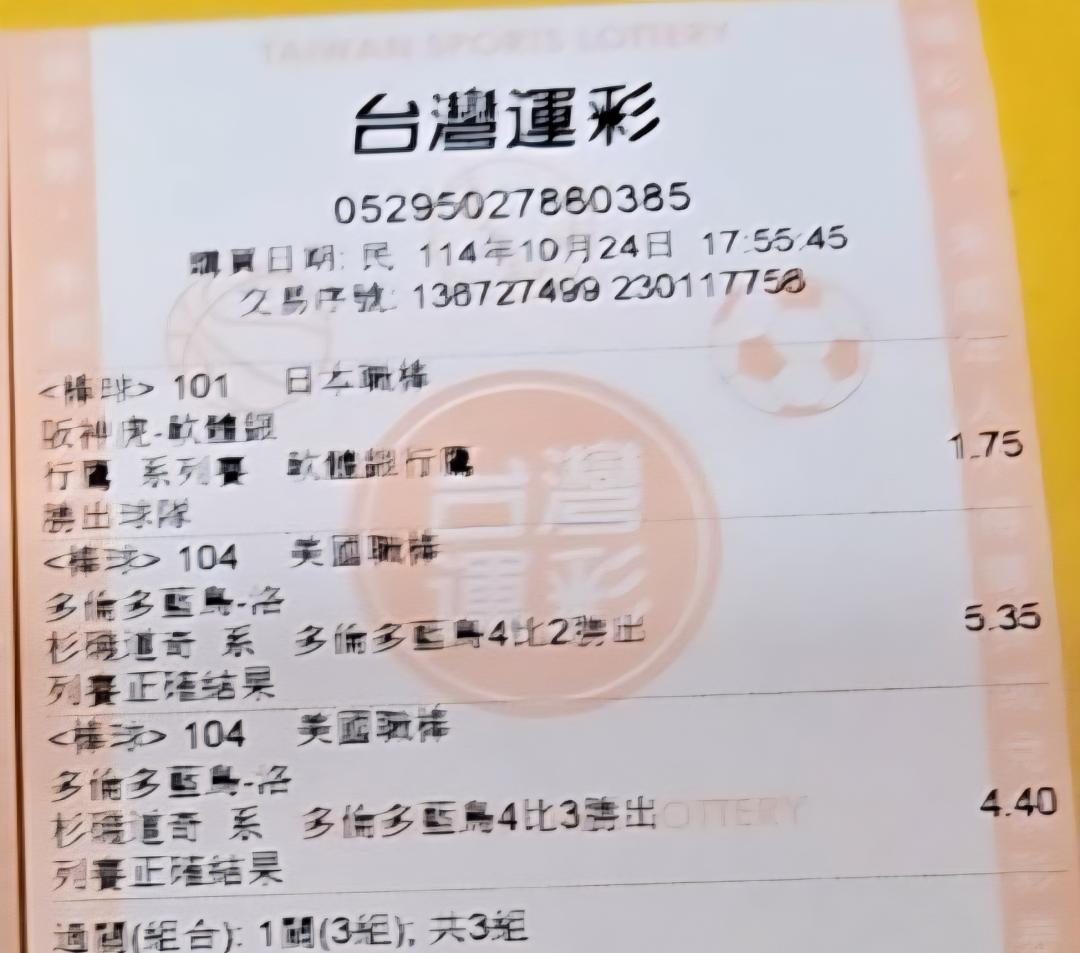 TAIWAN SPORTS LOTTERY
台灣運彩
05295027880385
購買日期: 民 114年10月24日 17:55:45
交易序號: 138727499 230117758
<棒球> 101 日本職棒
阪神虎-軟體銀
行鷹 系列賽 軟體銀行鷹 1.75
勝出球隊
<棒球> 104 美國職棒
多倫多藍鳥-洛
杉磯道奇 系 多倫多藍鳥4比2勝出 5.35
列賽正確結果
<棒球> 104 美國職棒
多倫多藍鳥-洛
杉磯道奇 系 多倫多藍鳥4比3勝出 4.40
列賽正確結果
過關(組合): 1關(3組), 共3組
台灣
運彩
LOTTERY